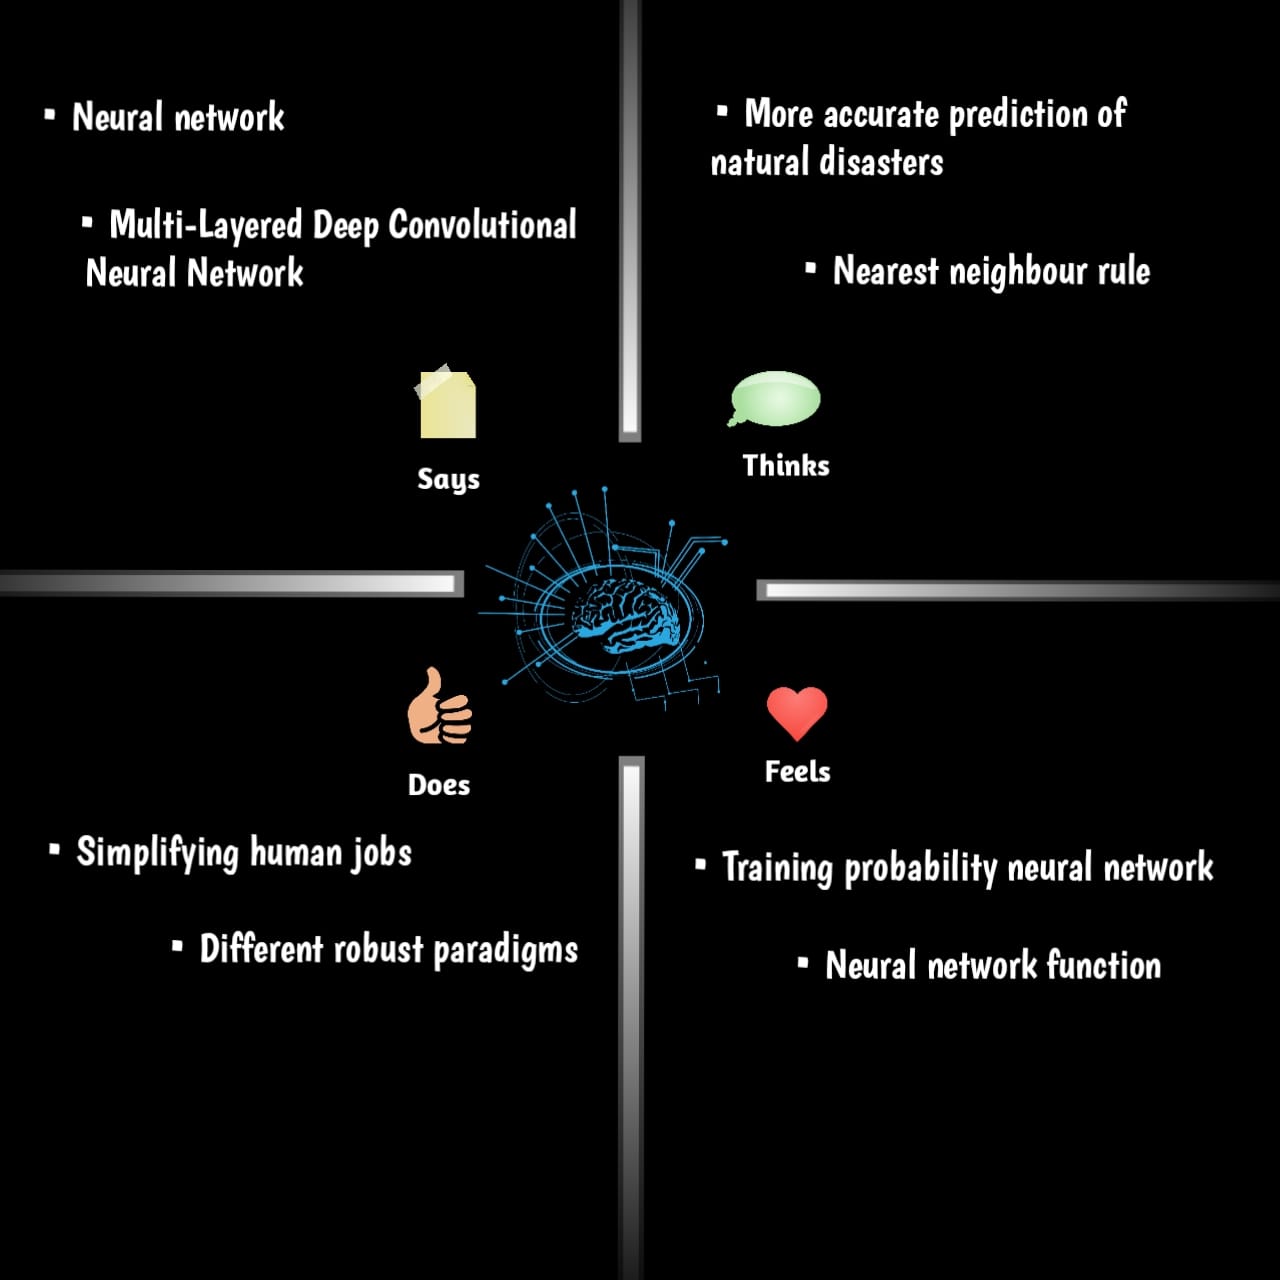 ▪ Neural network
▪ Multi-Layered Deep Convolutional
Neural Network
Says
▪ More accurate prediction of
natural disasters
▪ Nearest neighbour rule
Thinks
Does
▪ Simplifying human jobs
▪ Different robust paradigms
Feels
▪ Training probability neural network
▪ Neural network function